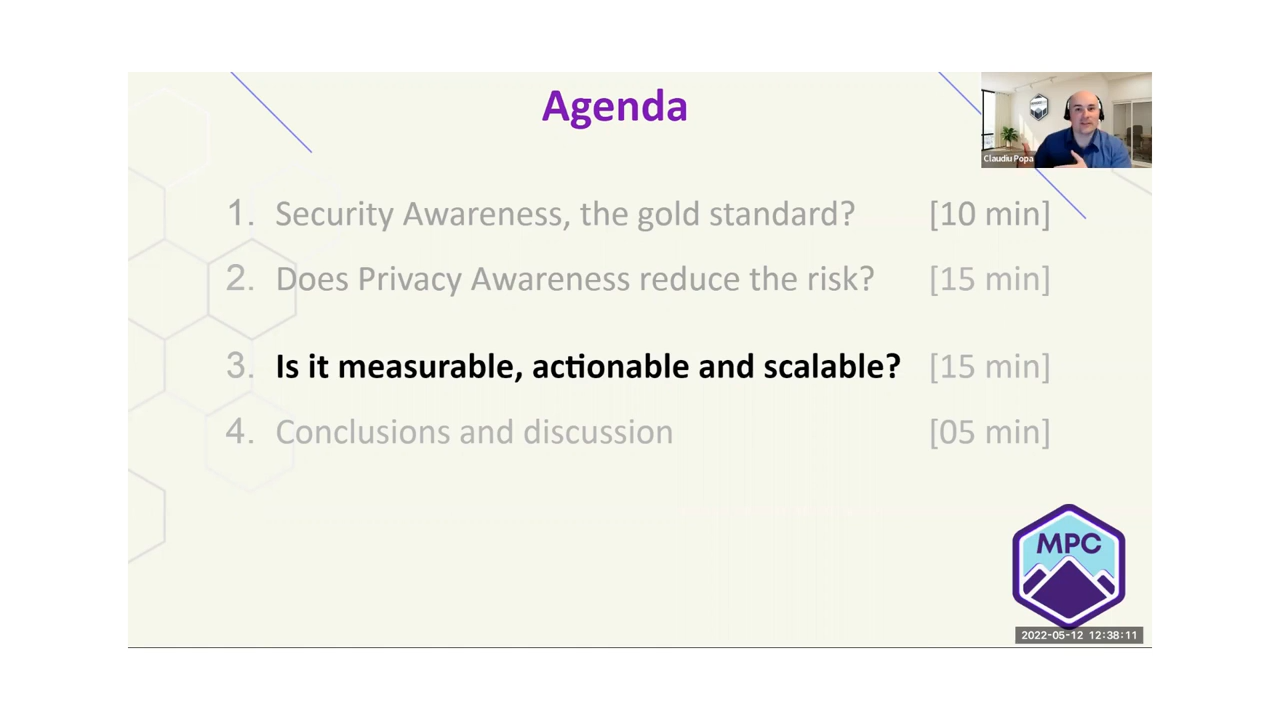 Agenda
Claudiu Popa
1. Security Awareness, the gold standard? [10 min]
2. Does Privacy Awareness reduce the risk? [15 min]
3. Is it measurable, actionable and scalable? [15 min]
4. Conclusions and discussion [05 min]
MPC
2022-05-12 12:38:11